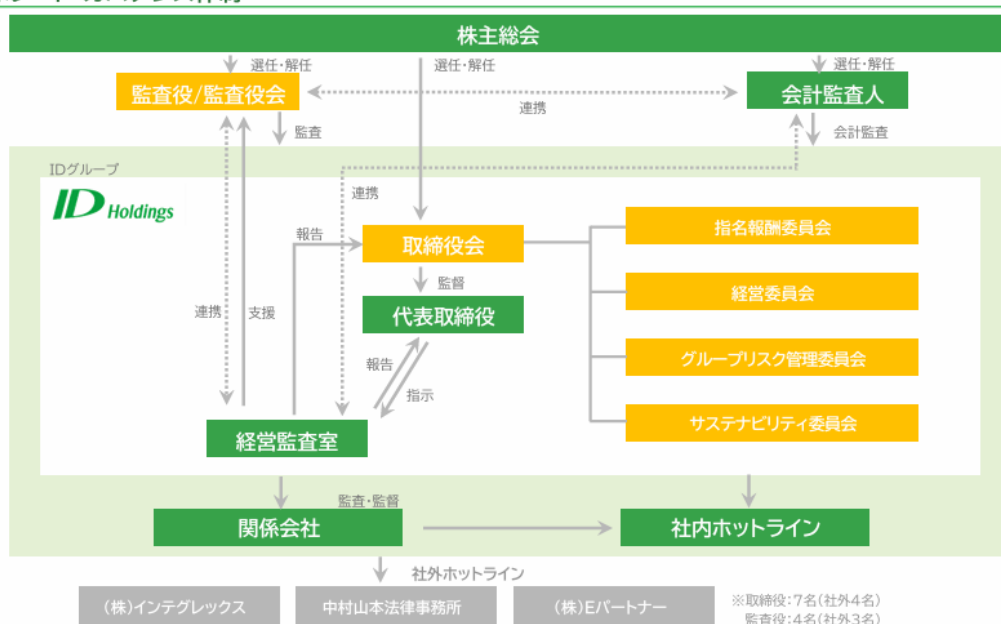 株主総会
選任・解任
選任・解任
選任・解任
監査役/監査役会
連携
会計監査人
監査
会計監査
IDグループ
ID Holdings
連携
報告
取締役会
指名報酬委員会
監督
経営委員会
連携
支援
代表取締役
報告
グループリスク管理委員会
指示
サステナビリティ委員会
経営監査室
監査・監督
関係会社
社内ホットライン
社外ホットライン
(株)インテグレックス
中村山本法律事務所
(株)Eパートナー
※取締役:7名(社外4名)
監査役:4名(社外3名)